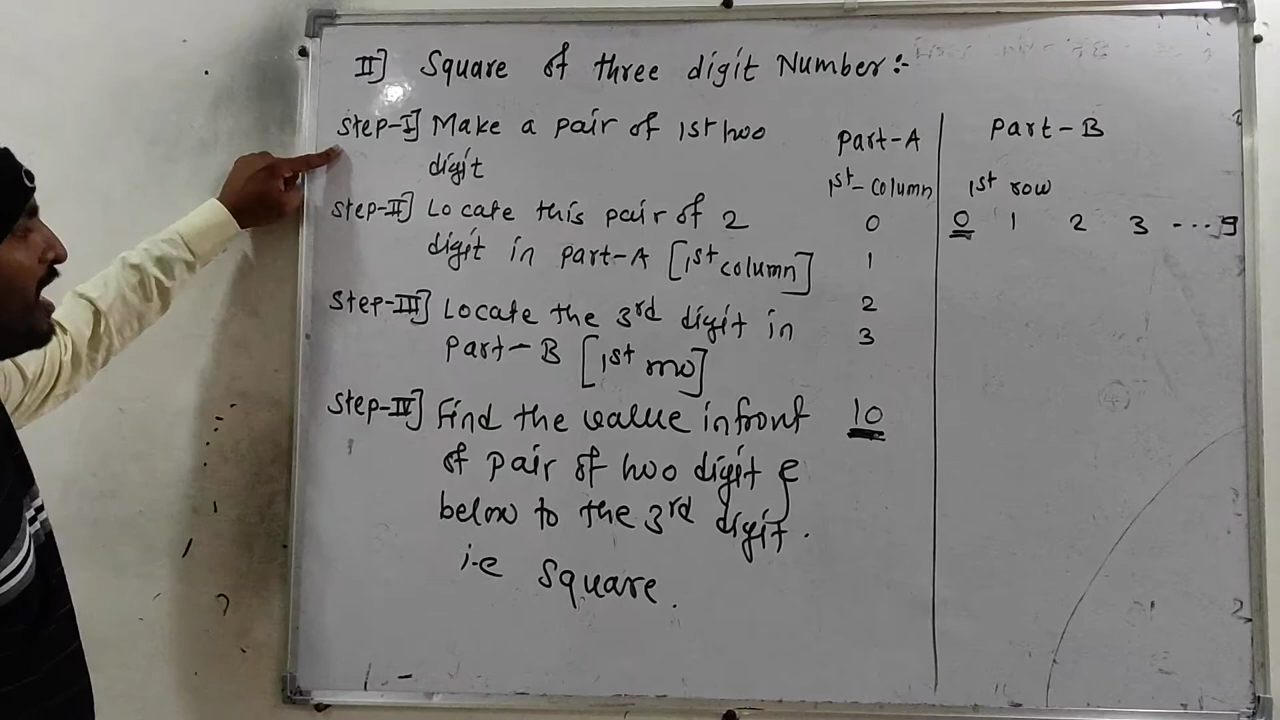 II] Square of three digit Number:-
Step-I] Make a pair of 1st two
digit
Step-II] Locate this pair of 2
digit in part-A [1st column]
Step-III] Locate the 3rd digit in
Part-B [1st row]
Step-IV] Find the value infront
of pair of two digit &
below to the 3rd digit.
i.e Square.
Part-A
1st-column
0
1
2
3
10
Part-B
1st row
0 1 2 3 ---- 9